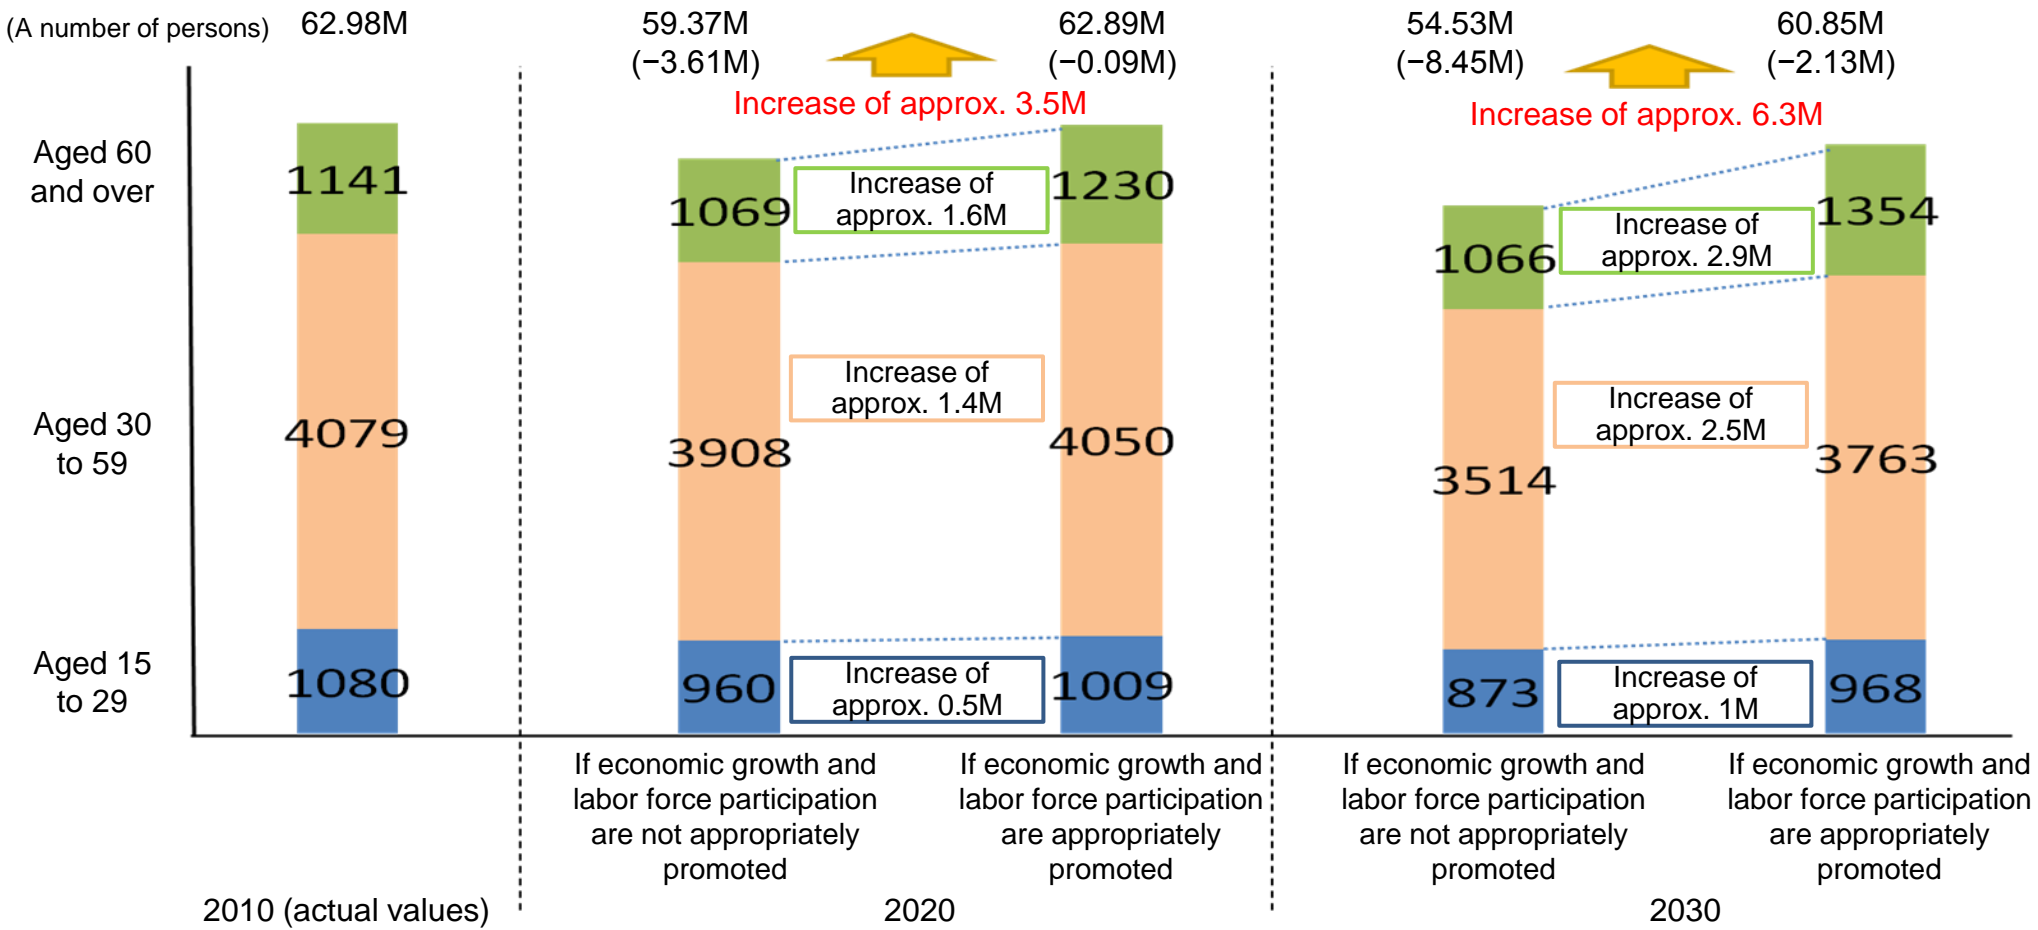 (A number of persons)
62.98M
59.37M
(−3.61M)
62.89M
(−0.09M)
Increase of approx. 3.5M
54.53M
(−8.45M)
60.85M
(−2.13M)
Increase of approx. 6.3M
Aged 60
and over
Aged 30
to 59
Aged 15
to 29
1141
4079
1080
1069
3908
960
Increase of
approx. 1.6M
Increase of
approx. 1.4M
Increase of
approx. 0.5M
1230
4050
1009
1066
3514
873
Increase of
approx. 2.9M
Increase of
approx. 2.5M
Increase of
approx. 1M
1354
3763
968
If economic growth and
labor force participation
are not appropriately
promoted
If economic growth and
labor force participation
are appropriately
promoted
If economic growth and
labor force participation
are not appropriately
promoted
If economic growth and
labor force participation
are appropriately
promoted
2010 (actual values)
2020
2030